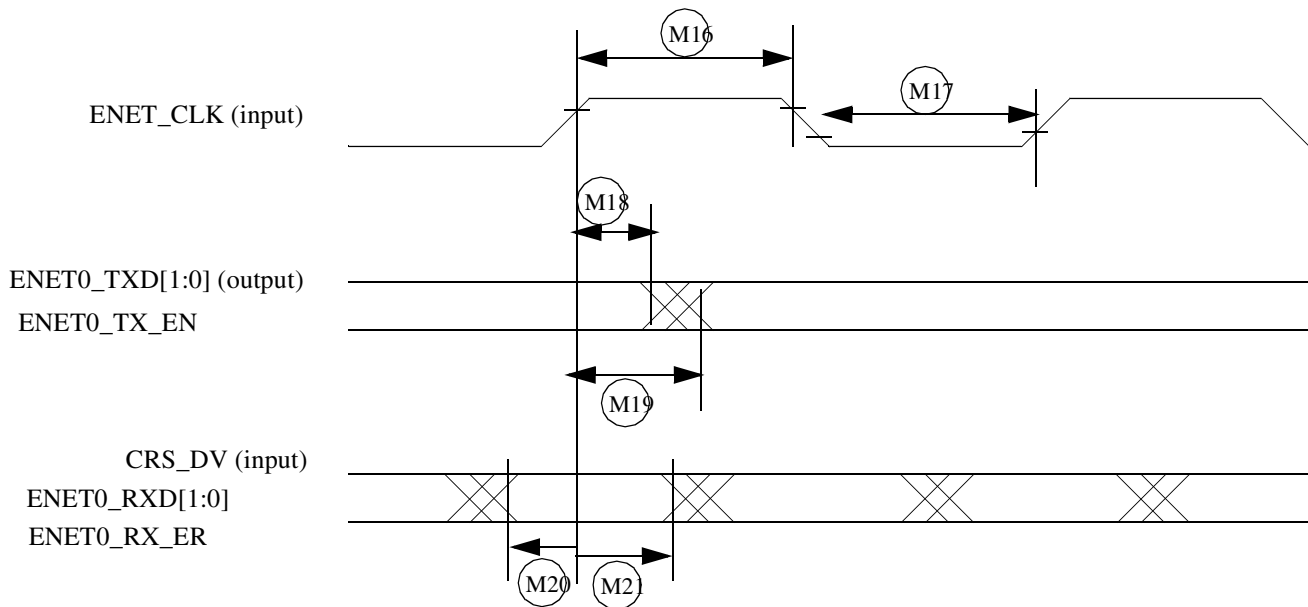 M16
M17
ENET_CLK (input)
M18
ENET0_TXD[1:0] (output)
ENET0_TX_EN
M19
CRS_DV (input)
ENET0_RXD[1:0]
ENET0_RX_ER
M20
M21